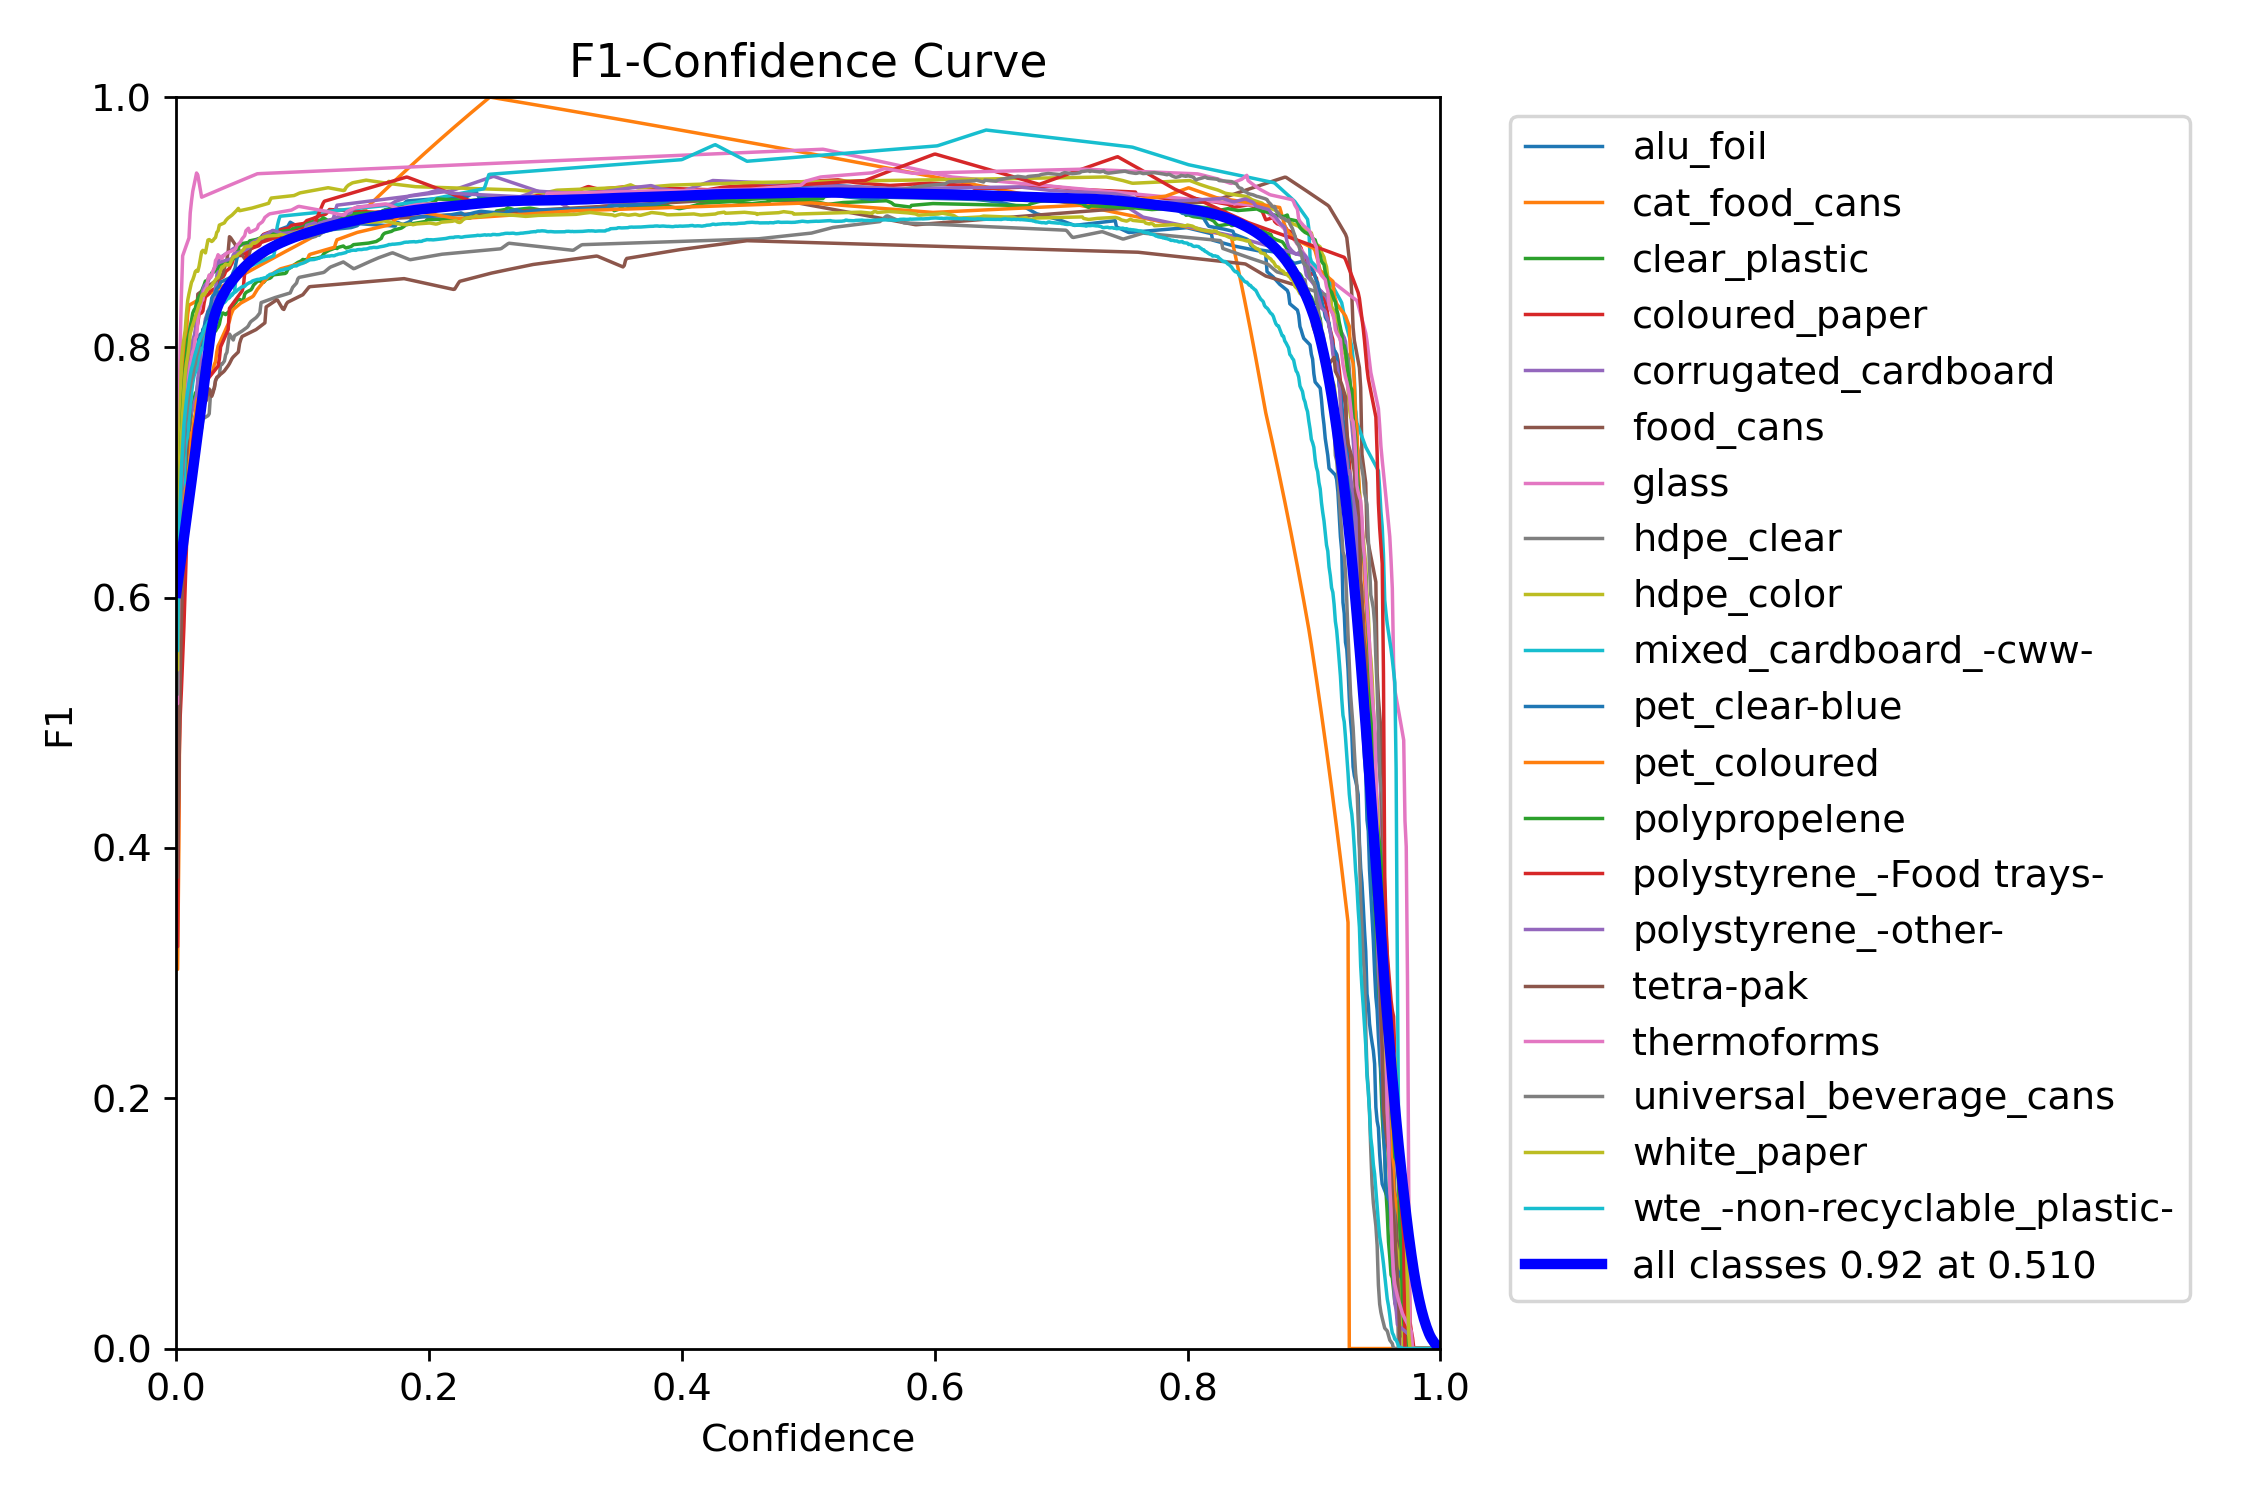 F1-Confidence Curve
1.0
0.8
0.6
0.4
0.2
0.0
F1
0.0 0.2 0.4 0.6 0.8 1.0
Confidence
alu_foil
cat_food_cans
clear_plastic
coloured_paper
corrugated_cardboard
food_cans
glass
hdpe_clear
hdpe_color
mixed_cardboard_-cww-
pet_clear-blue
pet_coloured
polypropelene
polystyrene_-Food trays-
polystyrene_-other-
tetra-pak
thermoforms
universal_beverage_cans
white_paper
wte_-non-recyclable_plastic-
all classes 0.92 at 0.510